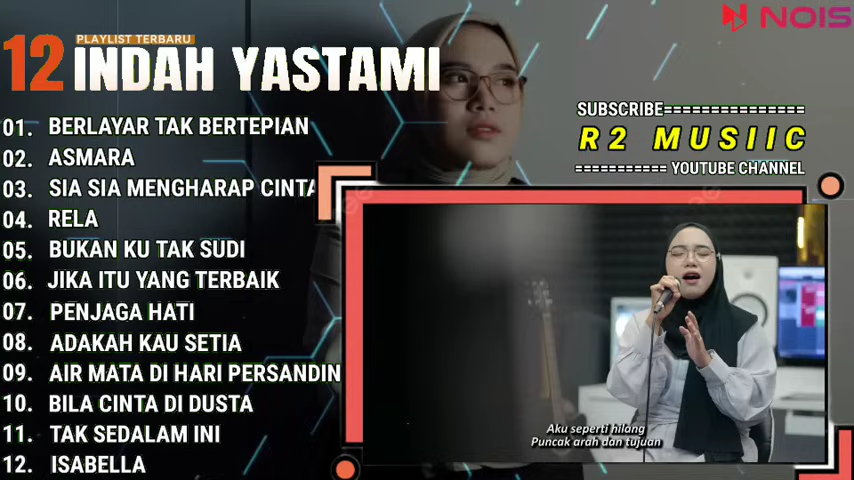 PLAYLIST TERBARU
12 INDAH YASTAMI
01. BERLAYAR TAK BERTEPIAN
02. ASMARA
03. SIA SIA MENGHARAP CINTA
04. RELA
05. BUKAN KU TAK SUDI
06. JIKA ITU YANG TERBAIK
07. PENJAGA HATI
08. ADAKAH KAU SETIA
09. AIR MATA DI HARI PERSANDIN
10. BILA CINTA DI DUSTA
11. TAK SEDALAM INI
12. ISABELLA
NOIS
SUBSCRIBE===============
R2 MUSIIC
=========== YOUTUBE CHANNEL
Aku seperti hilang
Puncak arah dan tujuan